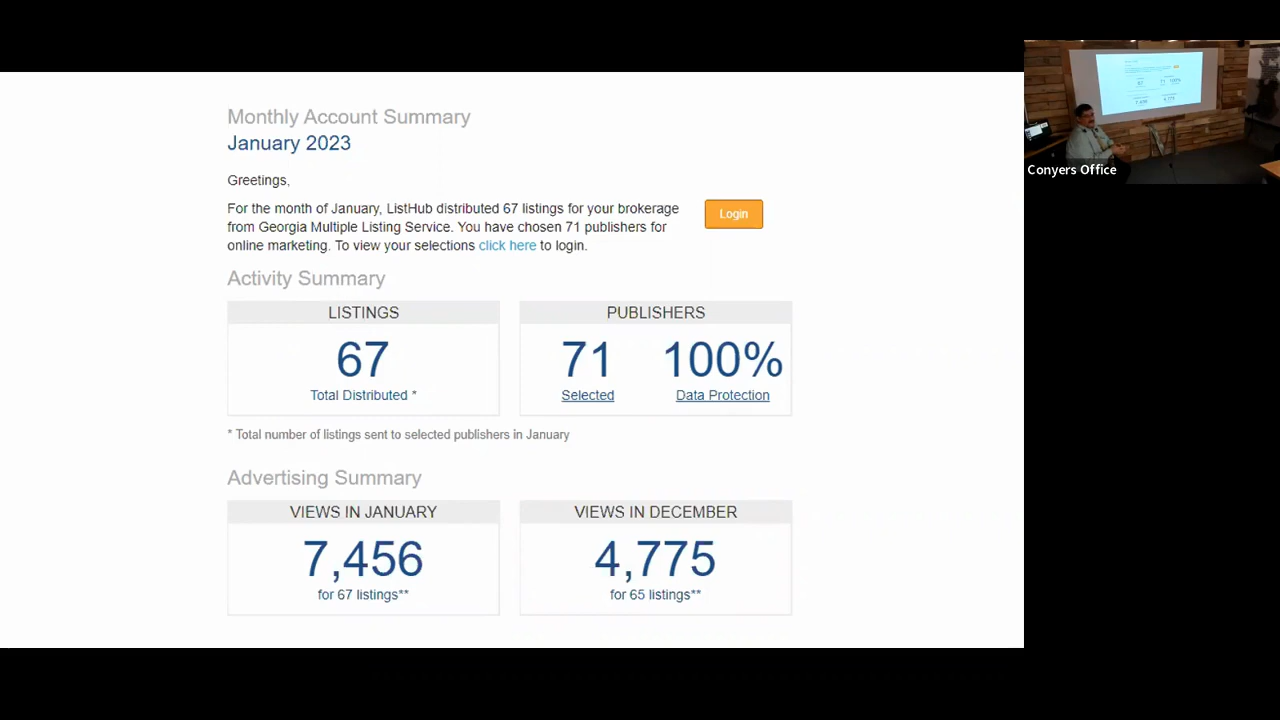 Monthly Account Summary
January 2023
Greetings,
For the month of January, ListHub distributed 67 listings for your brokerage
from Georgia Multiple Listing Service. You have chosen 71 publishers for
online marketing. To view your selections click here to login.
Login
Activity Summary
LISTINGS
67
Total Distributed *
PUBLISHERS
71
Selected
100%
Data Protection
* Total number of listings sent to selected publishers in January
Advertising Summary
VIEWS IN JANUARY
7,456
for 67 listings**
VIEWS IN DECEMBER
4,775
for 65 listings**
Conyers Office